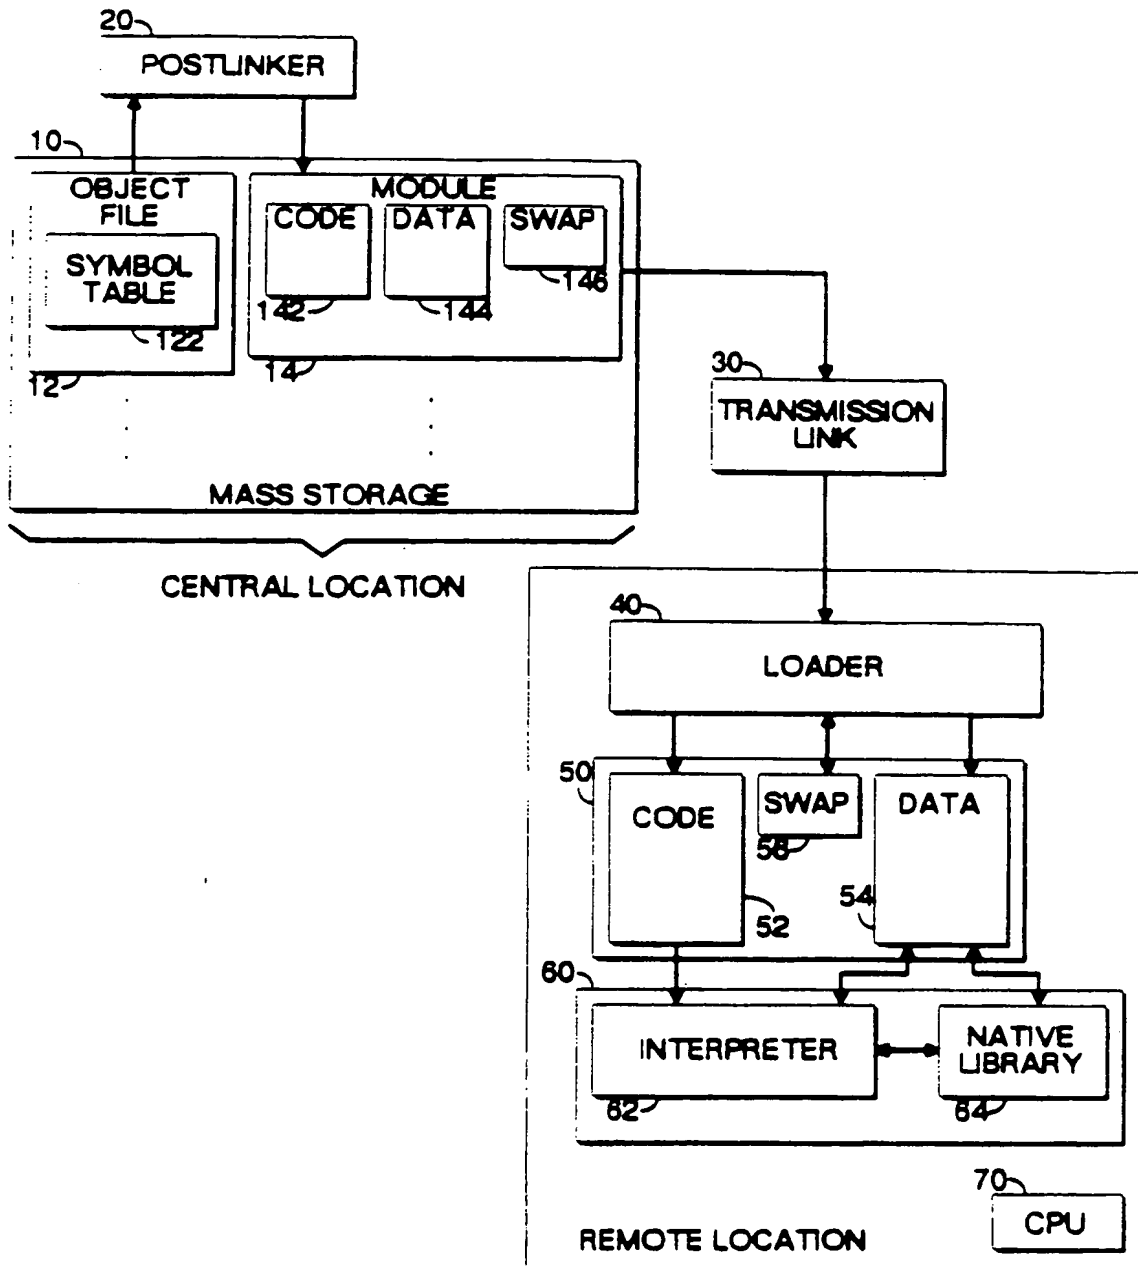 20
POSTLINKER
10
OBJECT
FILE
SYMBOL
TABLE
122
12
MODULE
CODE
142
DATA
144
SWAP
146
14
MASS STORAGE
CENTRAL LOCATION
30
TRANSMISSION
LINK
40
LOADER
50
CODE
52
SWAP
56
DATA
54
60
INTERPRETER
62
NATIVE
LIBRARY
64
70
CPU
REMOTE LOCATION